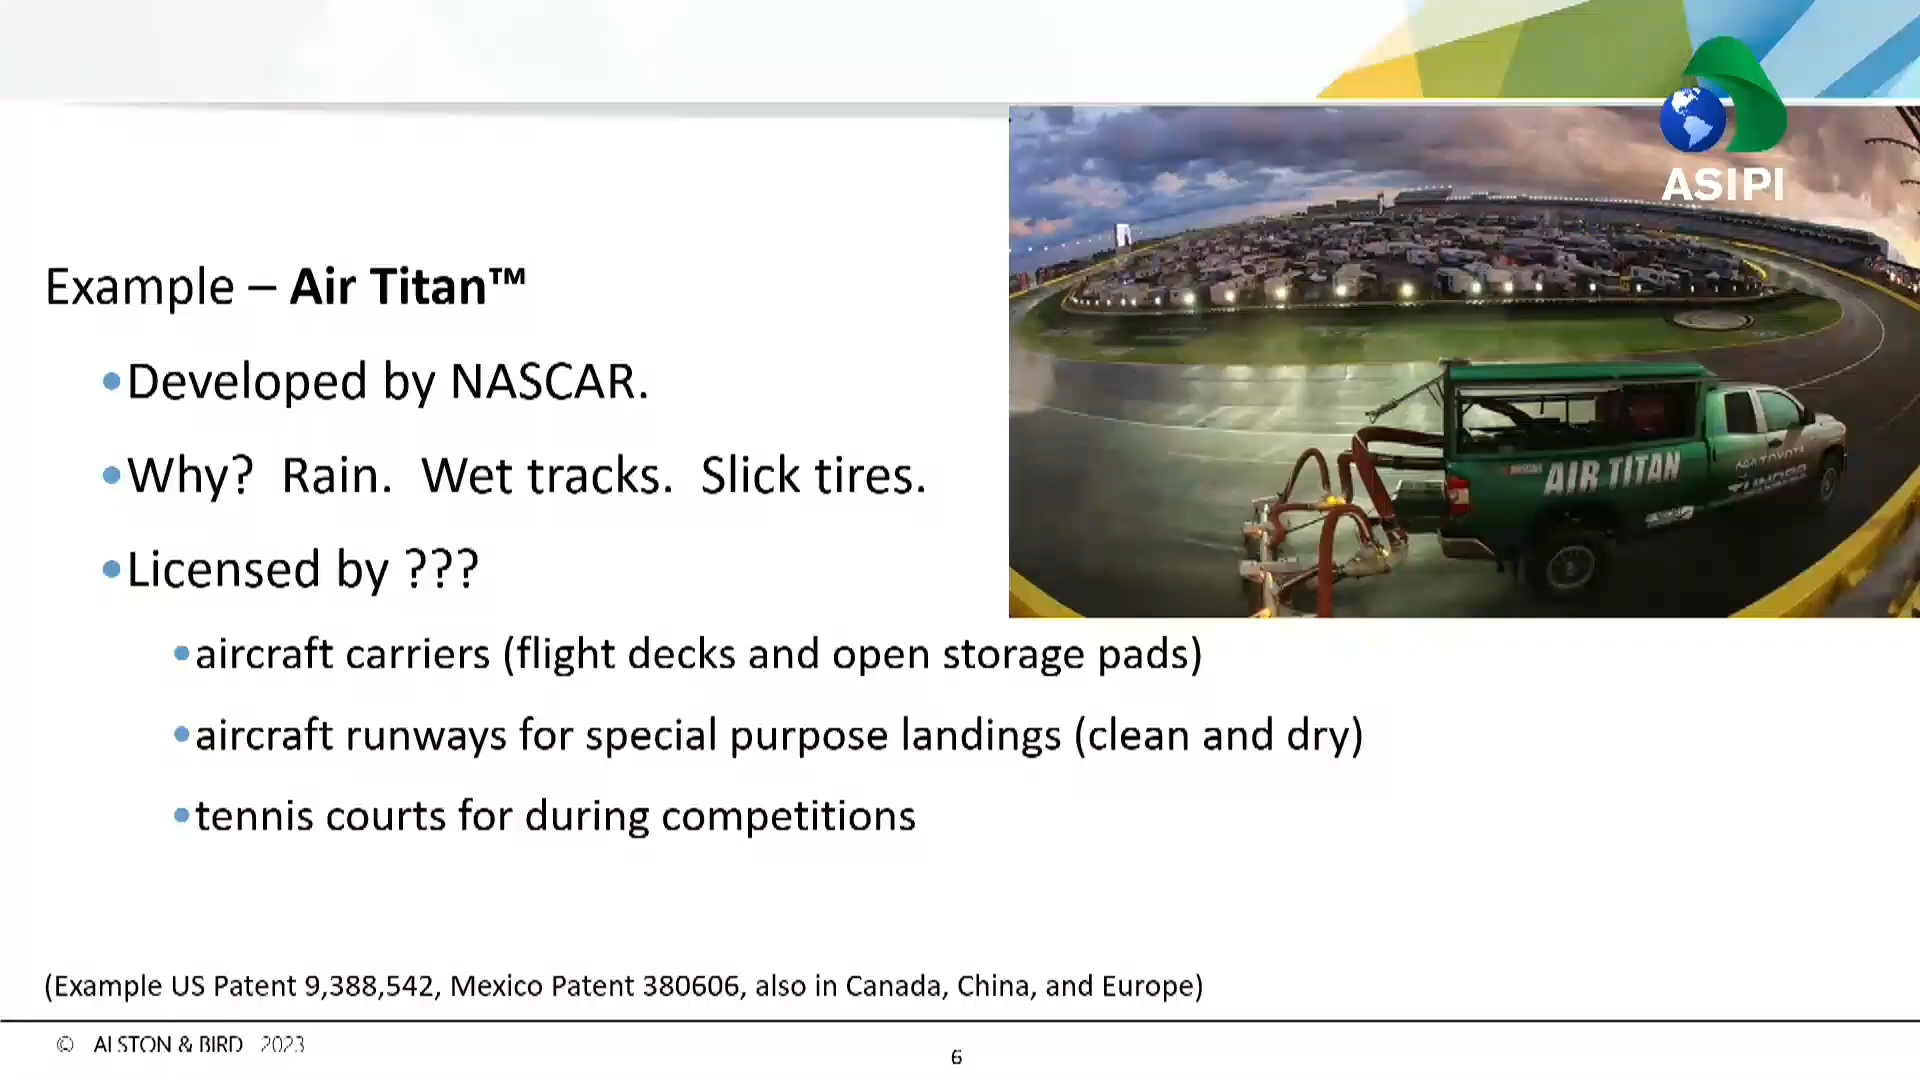 ASIPI
Example – Air Titan™
•Developed by NASCAR.
•Why? Rain. Wet tracks. Slick tires.
•Licensed by ???
•aircraft carriers (flight decks and open storage pads)
•aircraft runways for special purpose landings (clean and dry)
•tennis courts for during competitions
AIR TITAN
TOYOTA
TUNDRA
(Example US Patent 9,388,542, Mexico Patent 380606, also in Canada, China, and Europe)
© ALSTON & BIRD 2023
6